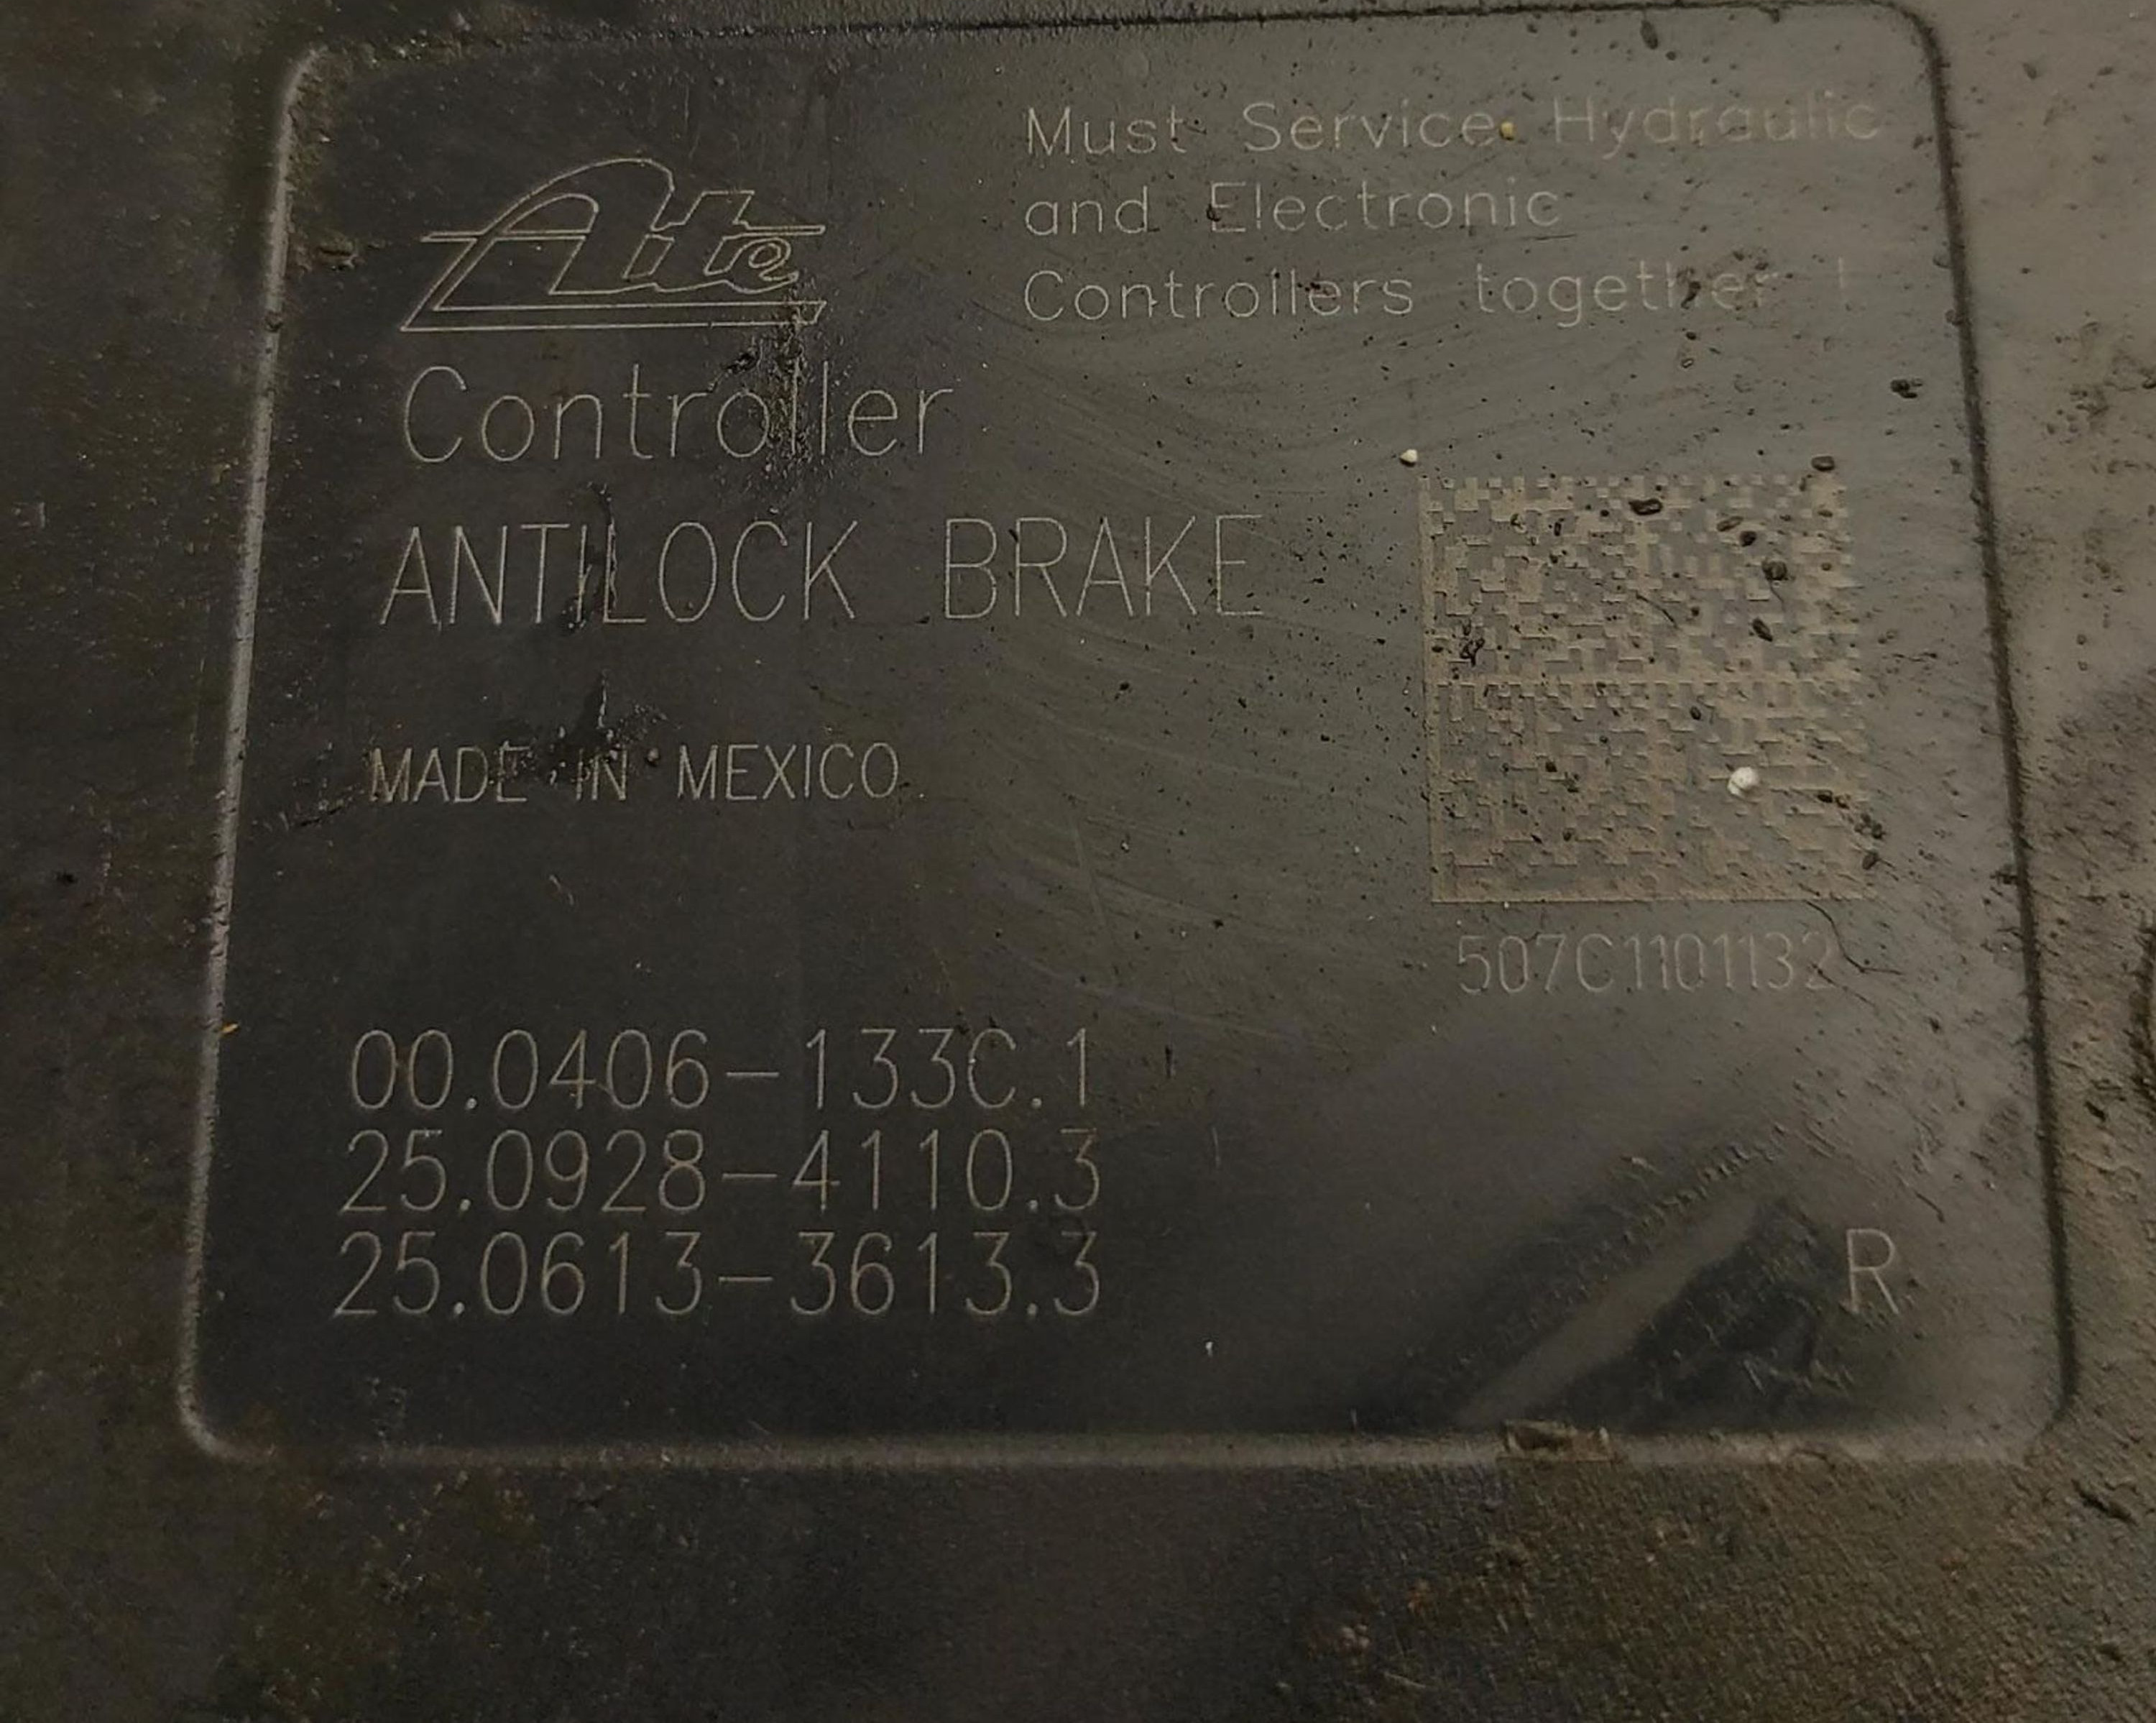 Ate
Must Service Hydraulic
and Electronic
Controllers together !
Controller
ANTILOCK BRAKE
MADE IN MEXICO
507C1101132
00.0406-133C.1
25.0928-4110.3
25.0613-3613.3
R